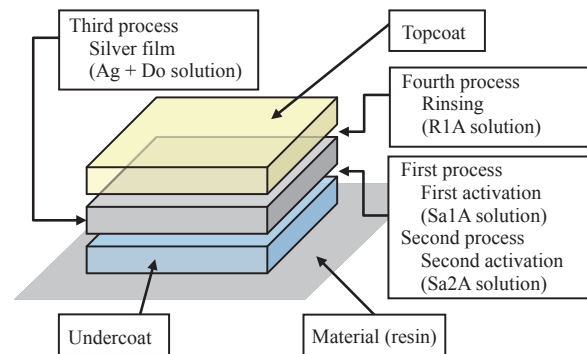 Third process
Silver film
(Ag + Do solution)
Topcoat
Fourth process
Rinsing
(R1A solution)
First process
First activation
(Sa1A solution)
Second process
Second activation
(Sa2A solution)
Undercoat
Material (resin)